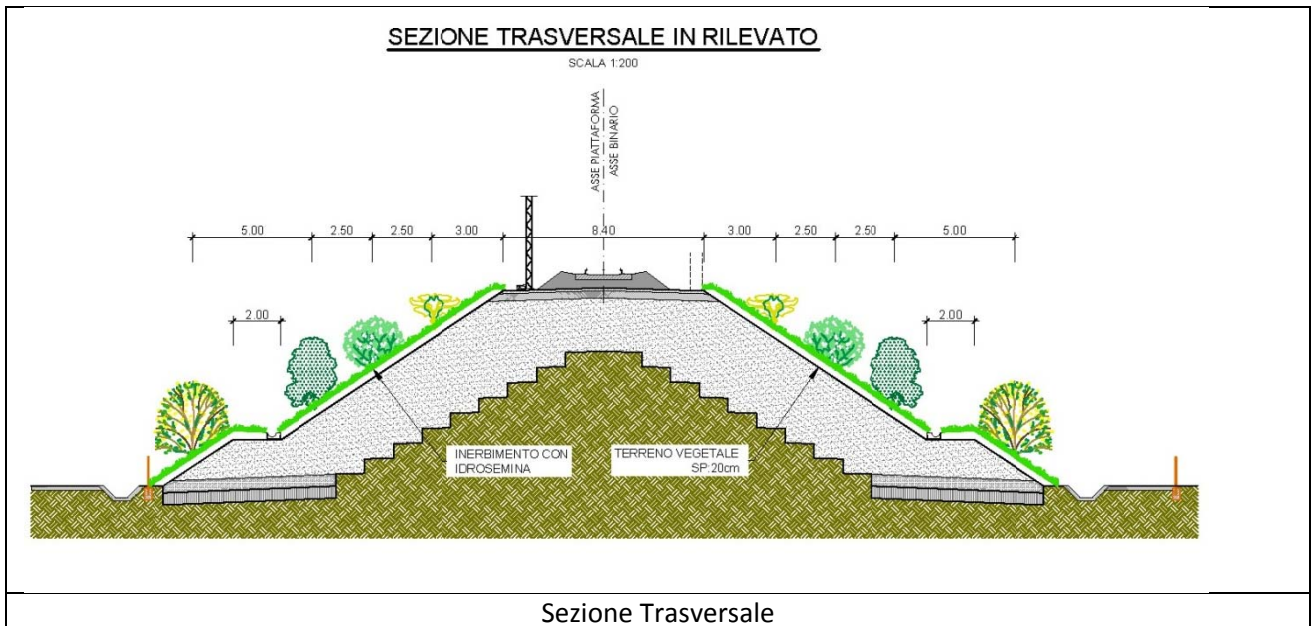 SEZIONE TRASVERSALE IN RILEVATO
SCALA 1:200
ASSE PIATTAFORMA
ASSE BINARIO
5.00 2.50 2.50 3.00 8.40 3.00 2.50 2.50 5.00
2.00 2.00
INERBIMENTO CON
IDROSEMINA
TERRENO VEGETALE
SP:20cm
Sezione Trasversale